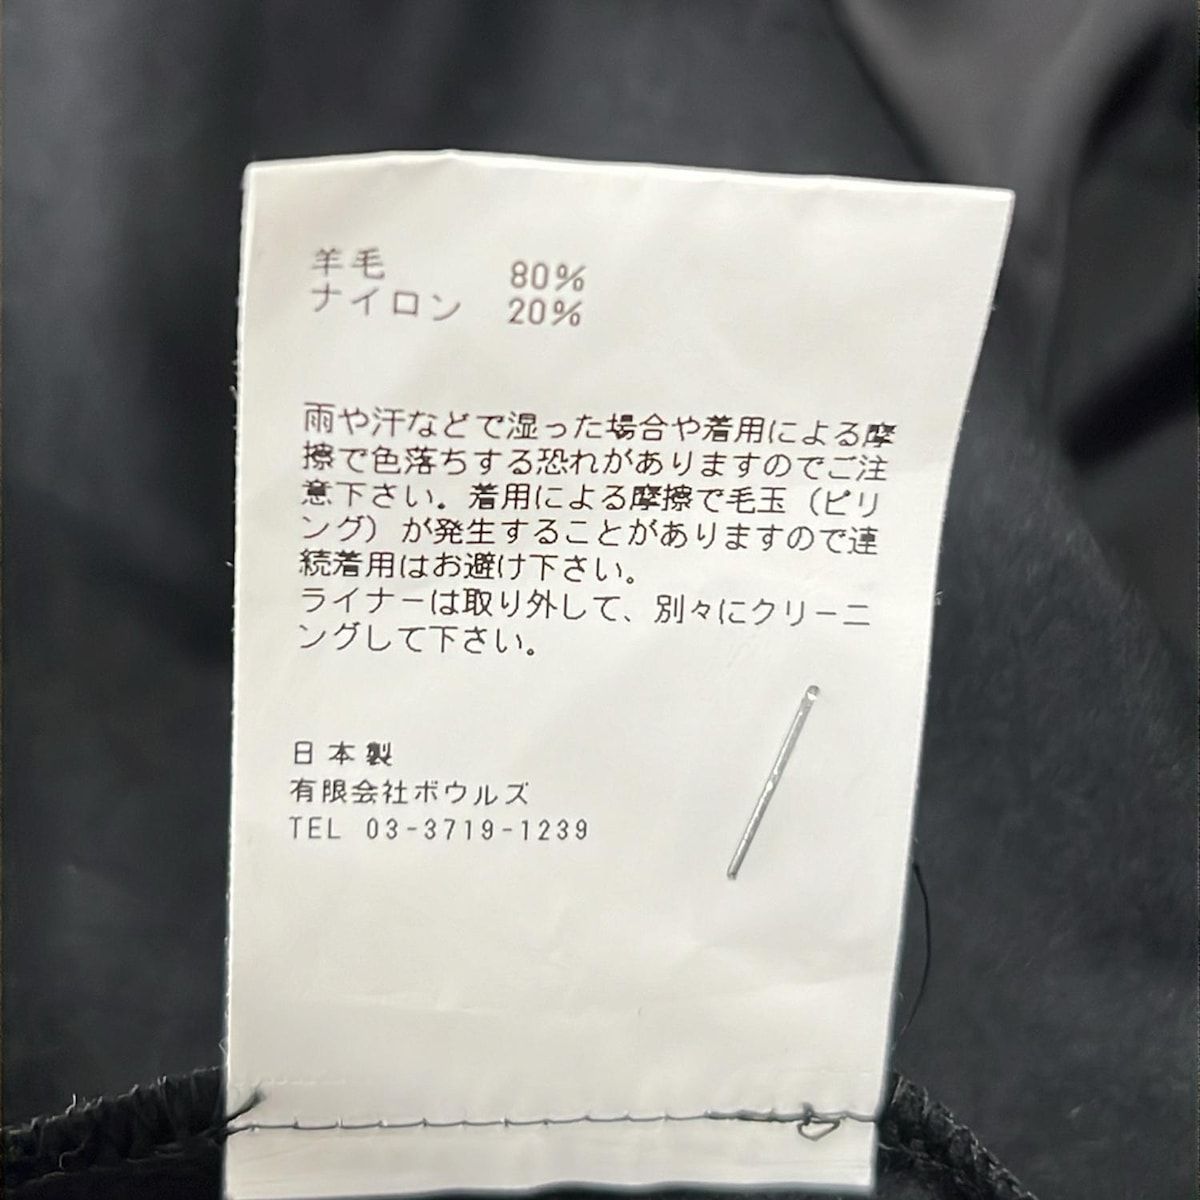 羊毛 80%
ナイロン 20%
雨や汗などで湿った場合や着用による摩
擦で色落ちする恐れがありますのでご注
意下さい。着用による摩擦で毛玉(ピリ
ング)が発生することがありますので連
続着用はお避け下さい。
ライナーは取り外して、別々にクリーニ
ングして下さい。
日本製
有限会社ボウルズ
TEL 03-3719-1239